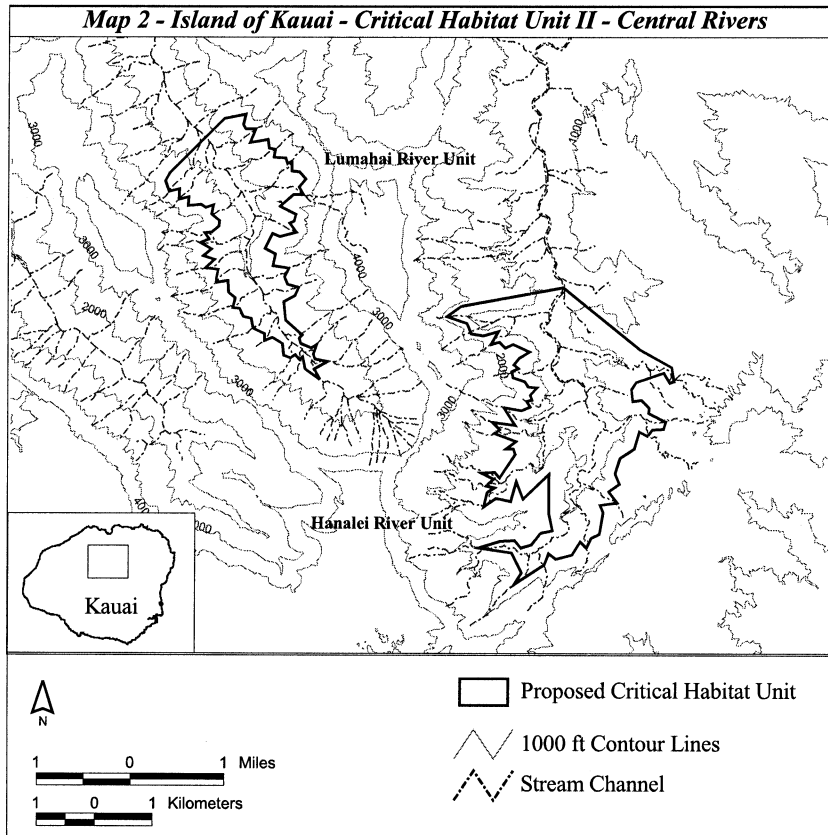 Map 2 - Island of Kauai - Critical Habitat Unit II - Central Rivers
3000
1000
Lumahai River Unit
3000
4000
2000
3000
2000
3000
3000
Hanalei River Unit
4000
Kauai
N
1 0 1 Miles
1 0 1 Kilometers
Proposed Critical Habitat Unit
1000 ft Contour Lines
Stream Channel